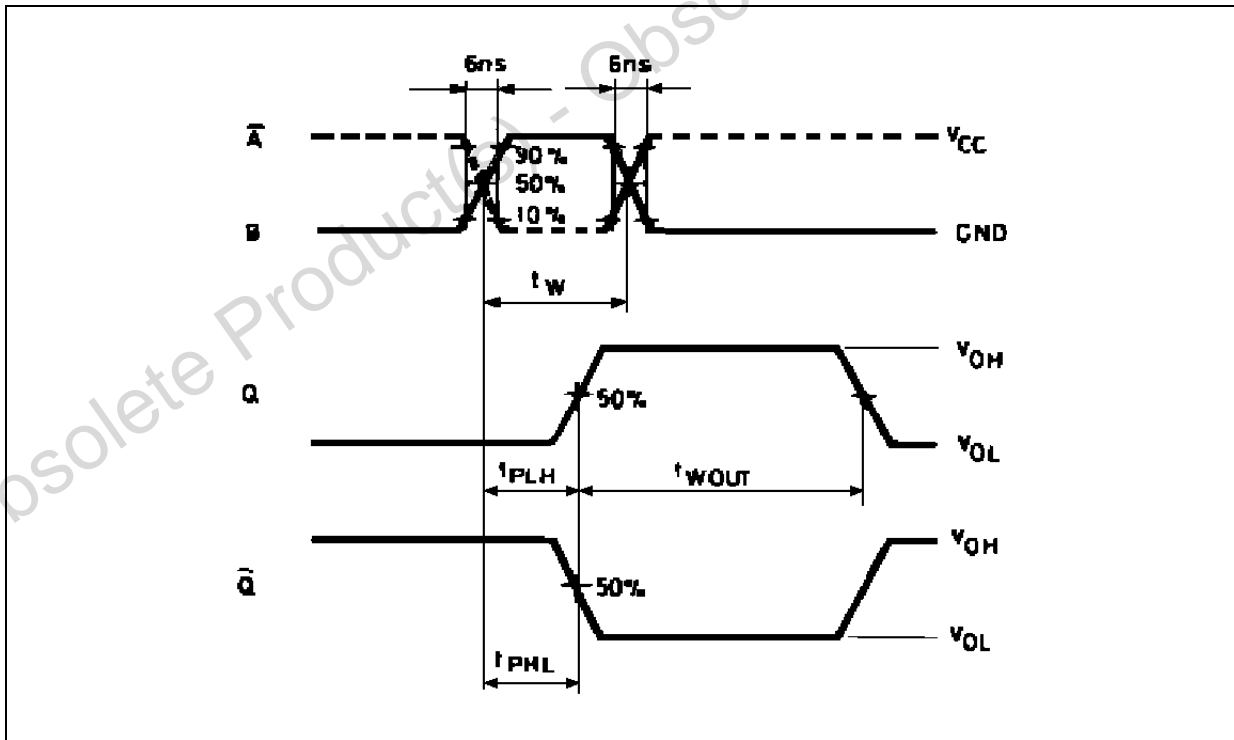 6ns 6ns
A̅ V_CC
90%
50%
10%
B GND
t_W
V_OH
Q 50%
V_OL
t_PLH t_WOUT
V_OH
Q̅ 50%
V_OL
t_PHL
bsolete Product(s) - Obso